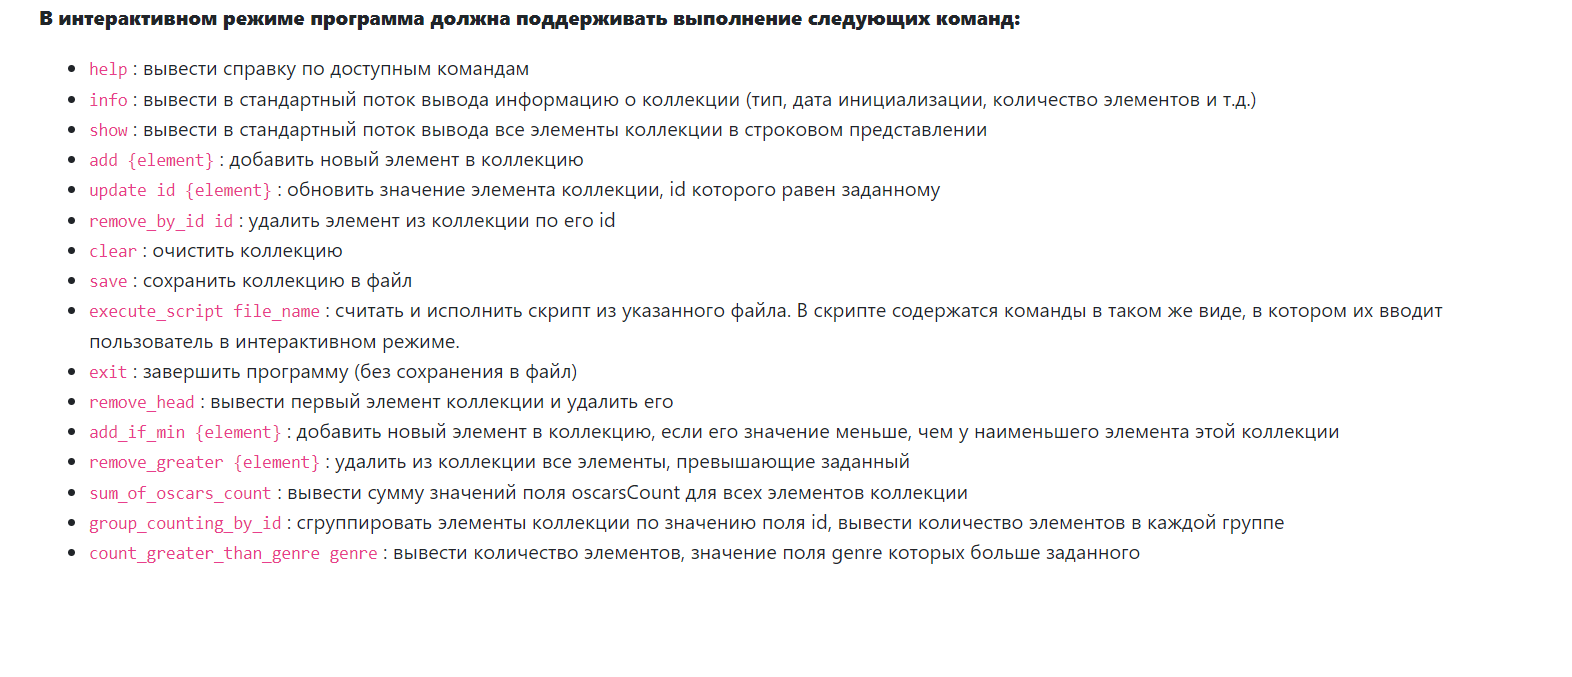 В интерактивном режиме программа должна поддерживать выполнение следующих команд:
help : вывести справку по доступным командам
info : вывести в стандартный поток вывода информацию о коллекции (тип, дата инициализации, количество элементов и т.д.)
show : вывести в стандартный поток вывода все элементы коллекции в строковом представлении
add {element} : добавить новый элемент в коллекцию
update id {element} : обновить значение элемента коллекции, id которого равен заданному
remove_by_id id : удалить элемент из коллекции по его id
clear : очистить коллекцию
save : сохранить коллекцию в файл
execute_script file_name : считать и исполнить скрипт из указанного файла. В скрипте содержатся команды в таком же виде, в котором их вводит
пользователь в интерактивном режиме.
exit : завершить программу (без сохранения в файл)
remove_head : вывести первый элемент коллекции и удалить его
add_if_min {element} : добавить новый элемент в коллекцию, если его значение меньше, чем у наименьшего элемента этой коллекции
remove_greater {element} : удалить из коллекции все элементы, превышающие заданный
sum_of_oscars_count : вывести сумму значений поля oscarsCount для всех элементов коллекции
group_counting_by_id : сгруппировать элементы коллекции по значению поля id, вывести количество элементов в каждой группе
count_greater_than_genre genre : вывести количество элементов, значение поля genre которых больше заданного